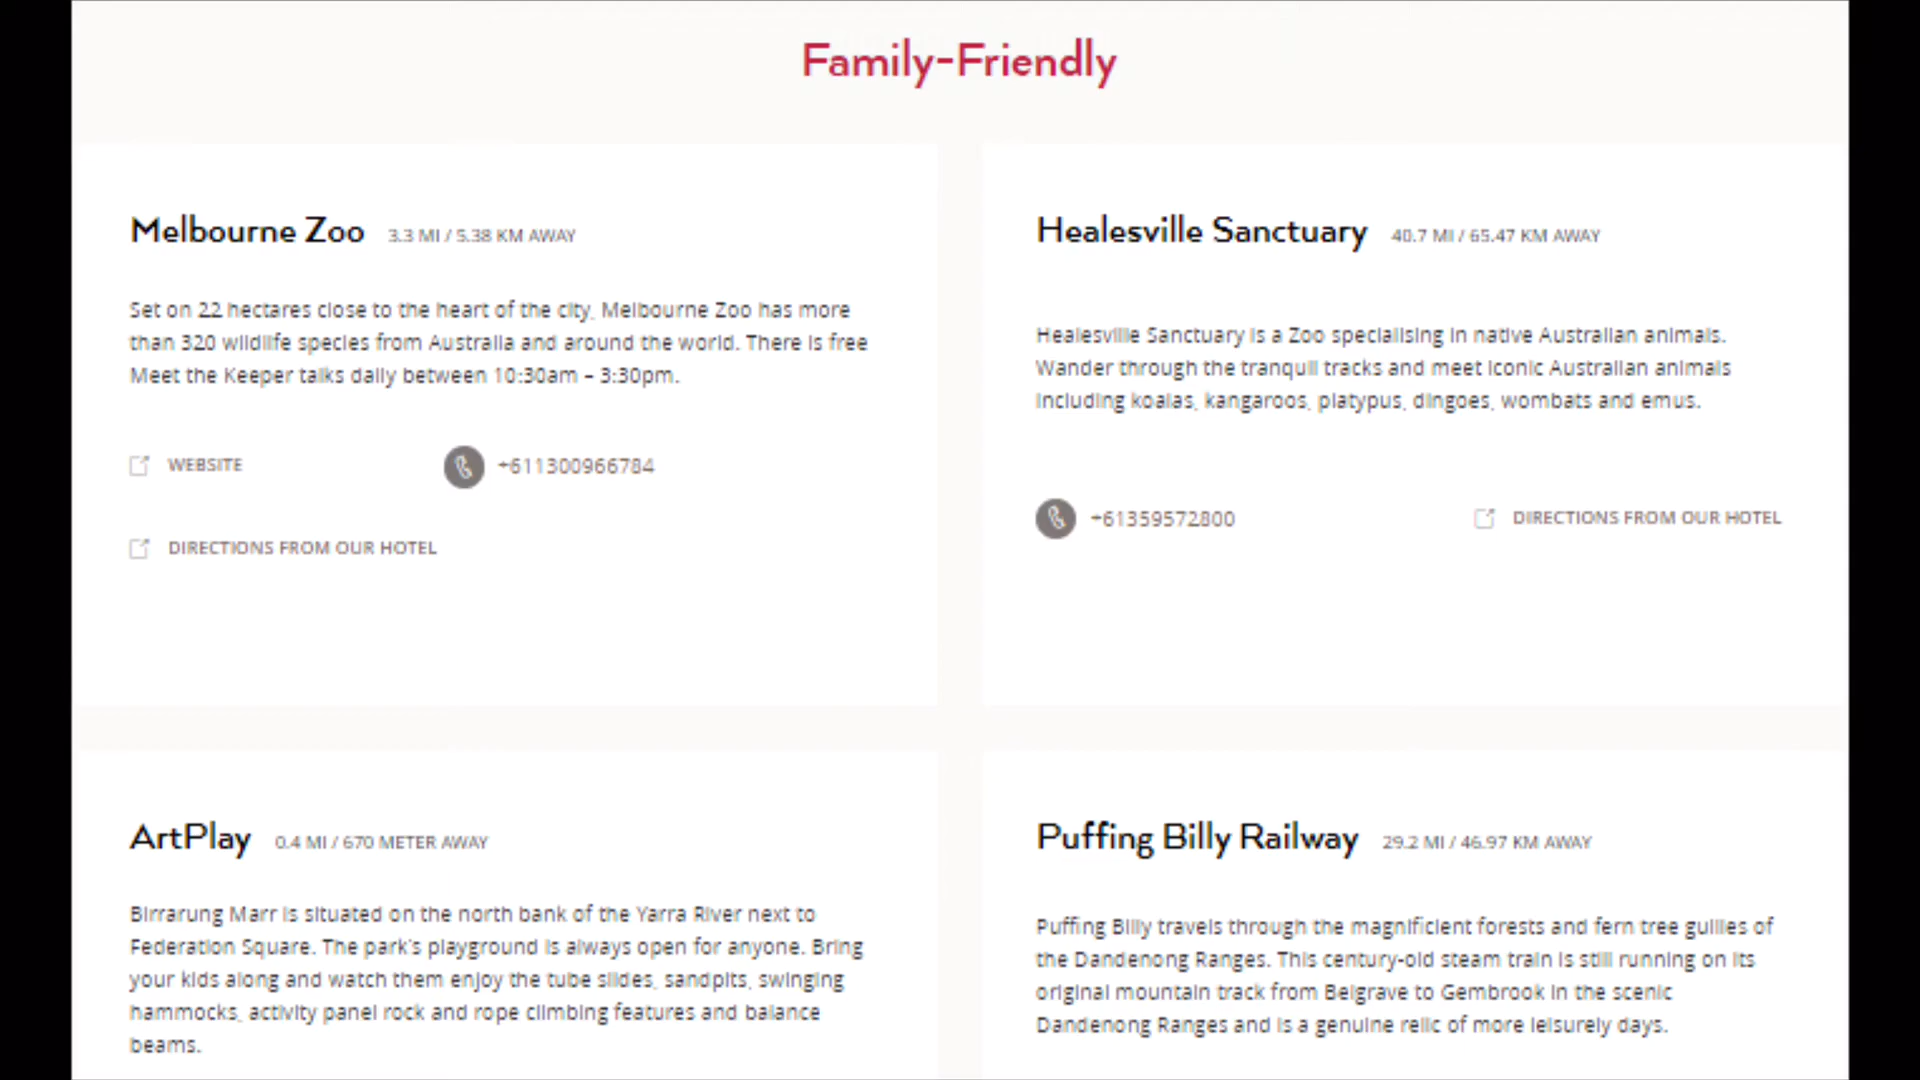 Family-Friendly
Melbourne Zoo 3.3 MI / 5.38 KM AWAY
Set on 22 hectares close to the heart of the city, Melbourne Zoo has more
than 320 wildlife species from Australia and around the world. There is free
Meet the Keeper talks daily between 10:30am – 3:30pm.
WEBSITE
+611300966784
DIRECTIONS FROM OUR HOTEL
Healesville Sanctuary 40.7 MI / 65.47 KM AWAY
Healesville Sanctuary is a Zoo specialising in native Australian animals.
Wander through the tranquil tracks and meet iconic Australian animals
including koalas, kangaroos, platypus, dingoes, wombats and emus.
+61359572800
DIRECTIONS FROM OUR HOTEL
ArtPlay 0.4 MI / 670 METER AWAY
Birrarung Marr is situated on the north bank of the Yarra River next to
Federation Square. The park's playground is always open for anyone. Bring
your kids along and watch them enjoy the tube slides, sandpits, swinging
hammocks, activity panel rock and rope climbing features and balance
beams.
Puffing Billy Railway 29.2 MI / 46.97 KM AWAY
Puffing Billy travels through the magnificient forests and fern tree gullies of
the Dandenong Ranges. This century-old steam train is still running on its
original mountain track from Belgrave to Gembrook in the scenic
Dandenong Ranges and is a genuine relic of more leisurely days.